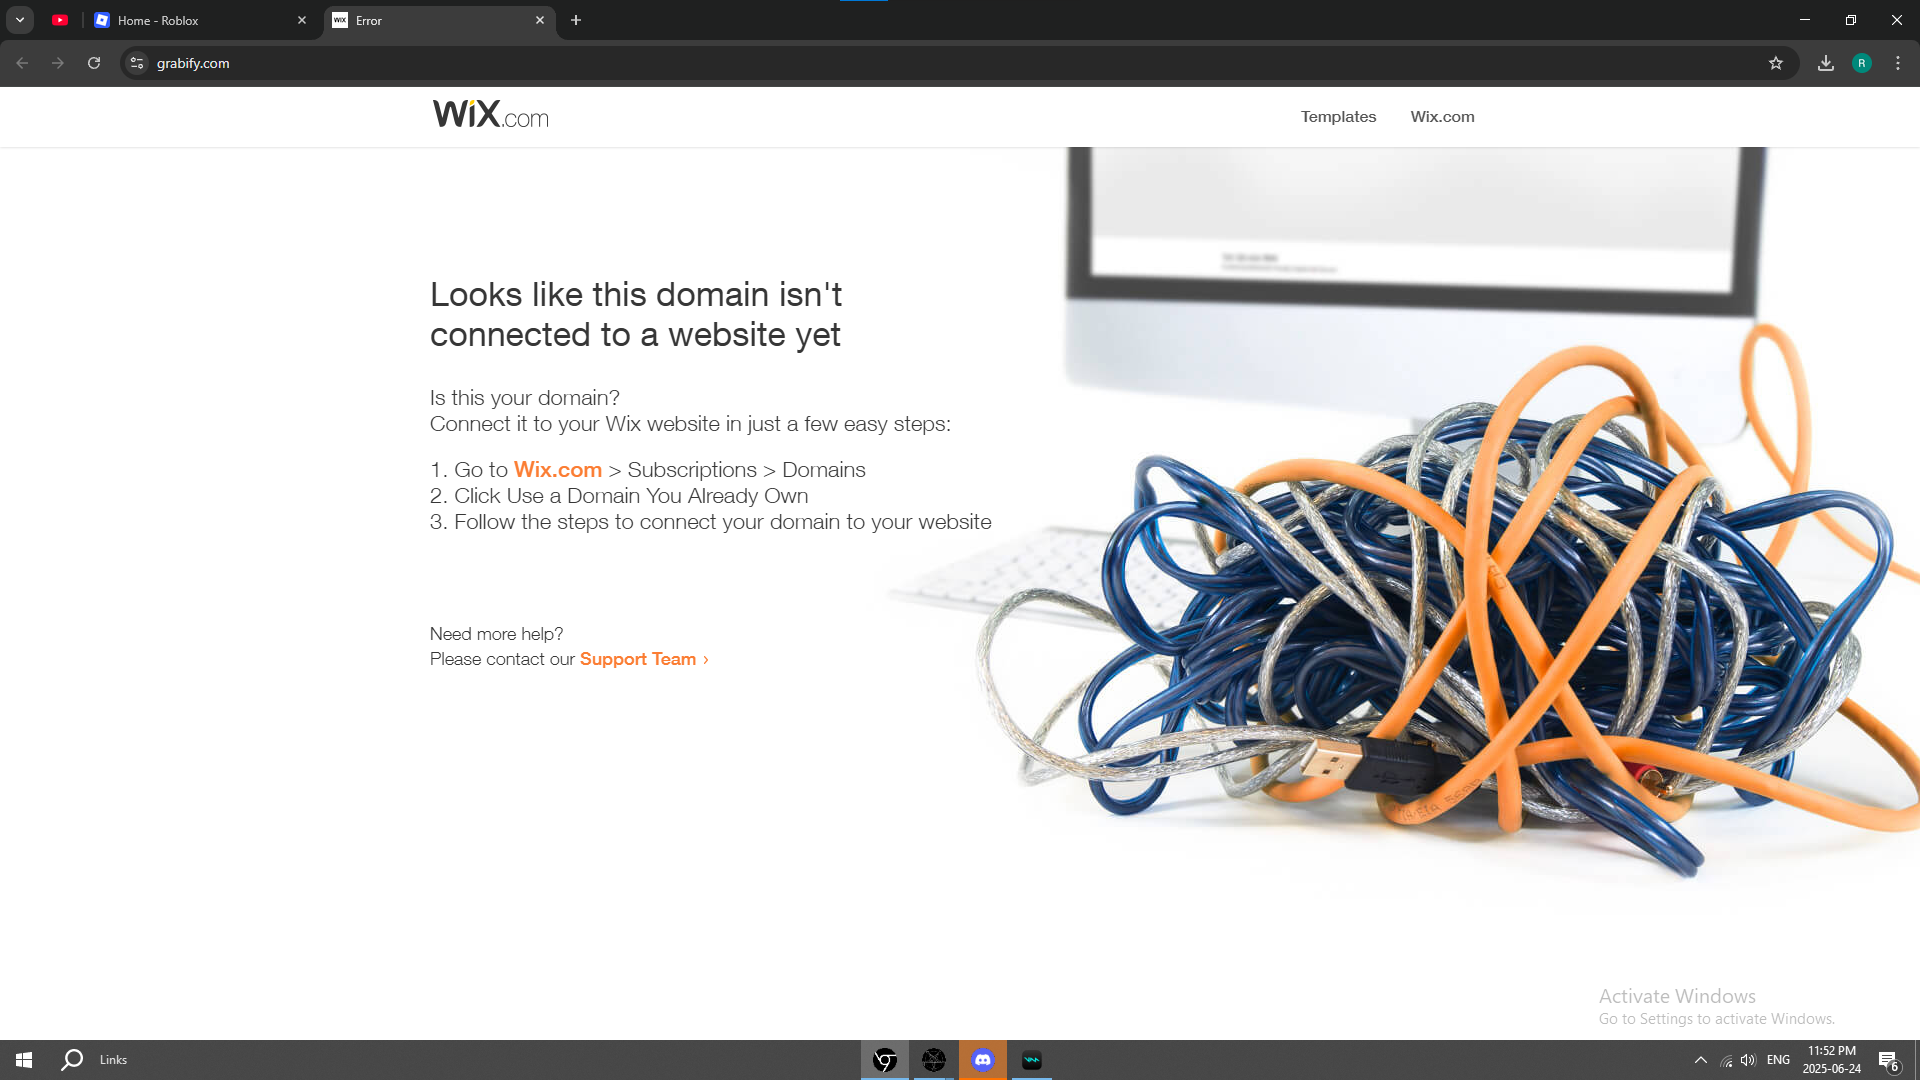 Home - Roblox
WiX
Error
grabify.com
R
WiX.com
Templates
Wix.com
Looks like this domain isn't
connected to a website yet
Is this your domain?
Connect it to your Wix website in just a few easy steps:
1. Go to Wix.com > Subscriptions > Domains
2. Click Use a Domain You Already Own
3. Follow the steps to connect your domain to your website
Need more help?
Please contact our Support Team ›
Activate Windows
Go to Settings to activate Windows.
Links
ENG
11:52 PM
2025-06-24
6